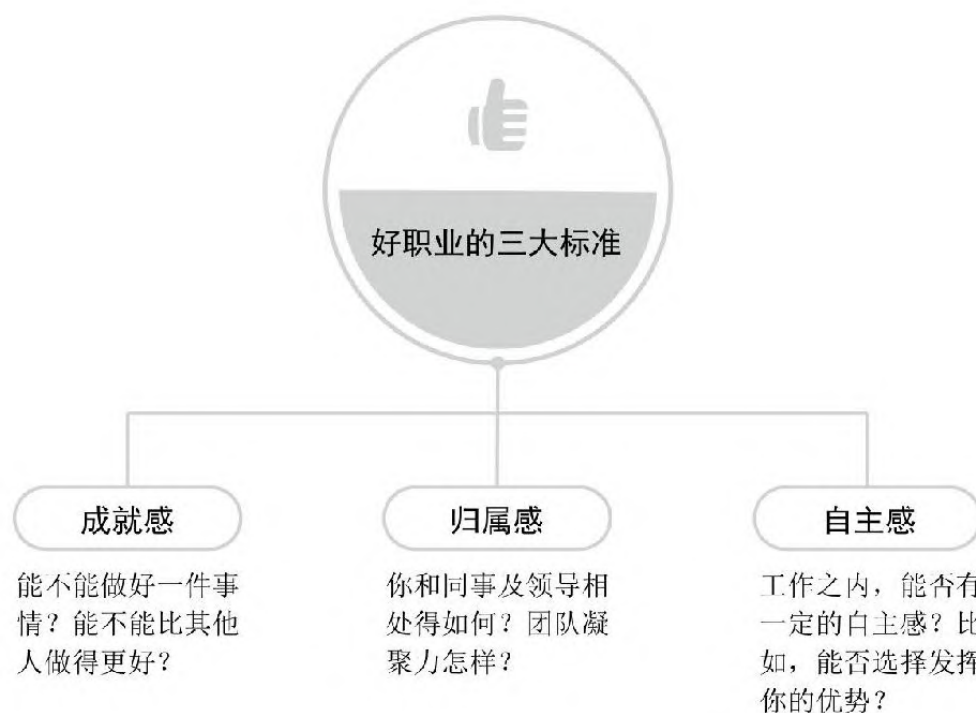 好职业的三大标准
成就感
能不能做好一件事
情？能不能比其他
人做得更好？
归属感
你和同事及领导相
处得如何？团队凝
聚力怎样？
自主感
工作之内，能否有
一定的自主感？比
如，能否选择发挥
你的优势？